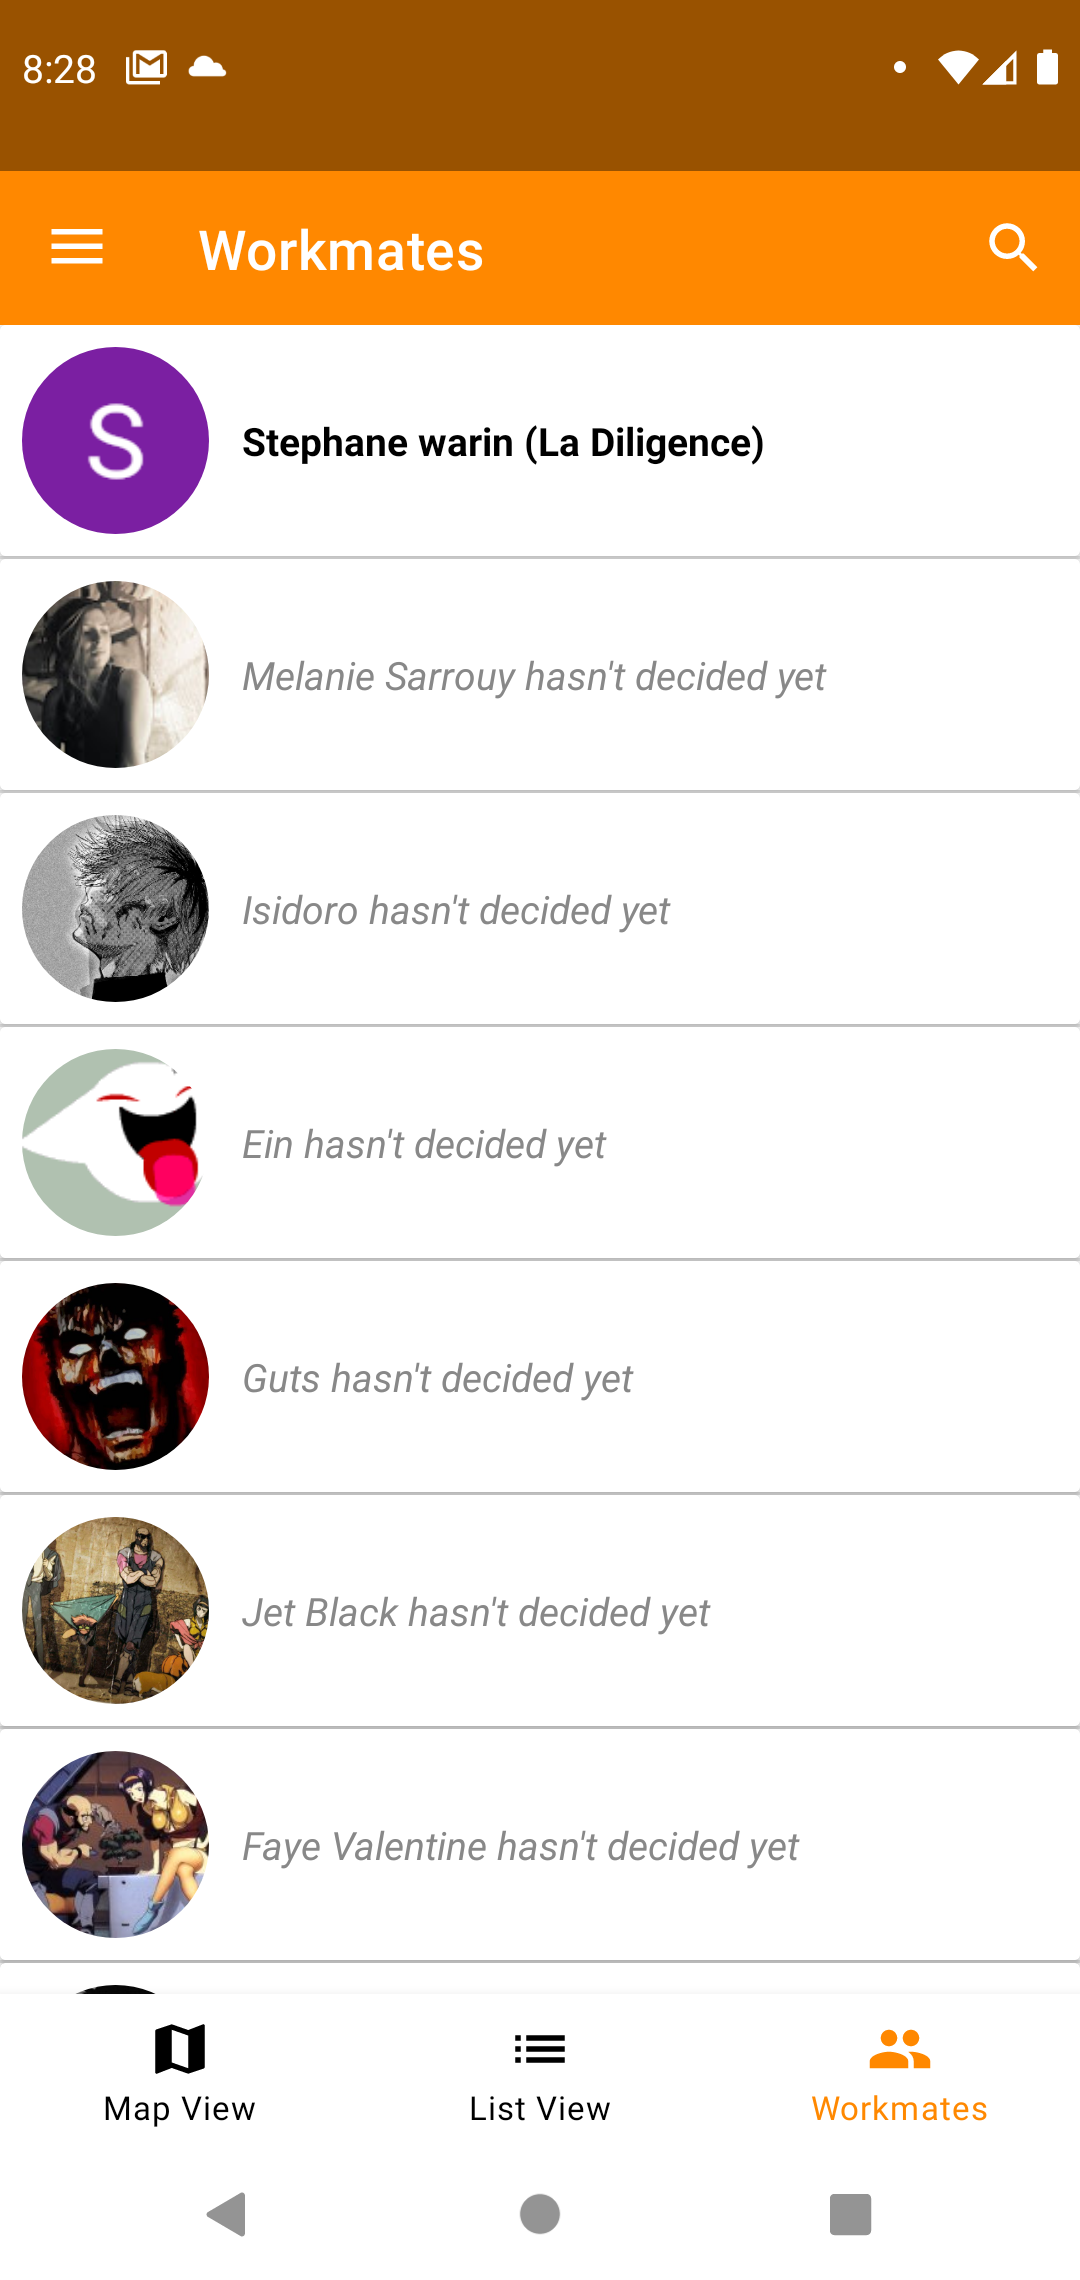 8:28
Workmates
S
Stephane warin (La Diligence)
Melanie Sarrouy hasn't decided yet
Isidoro hasn't decided yet
Ein hasn't decided yet
Guts hasn't decided yet
Jet Black hasn't decided yet
Faye Valentine hasn't decided yet
Map View
List View
Workmates